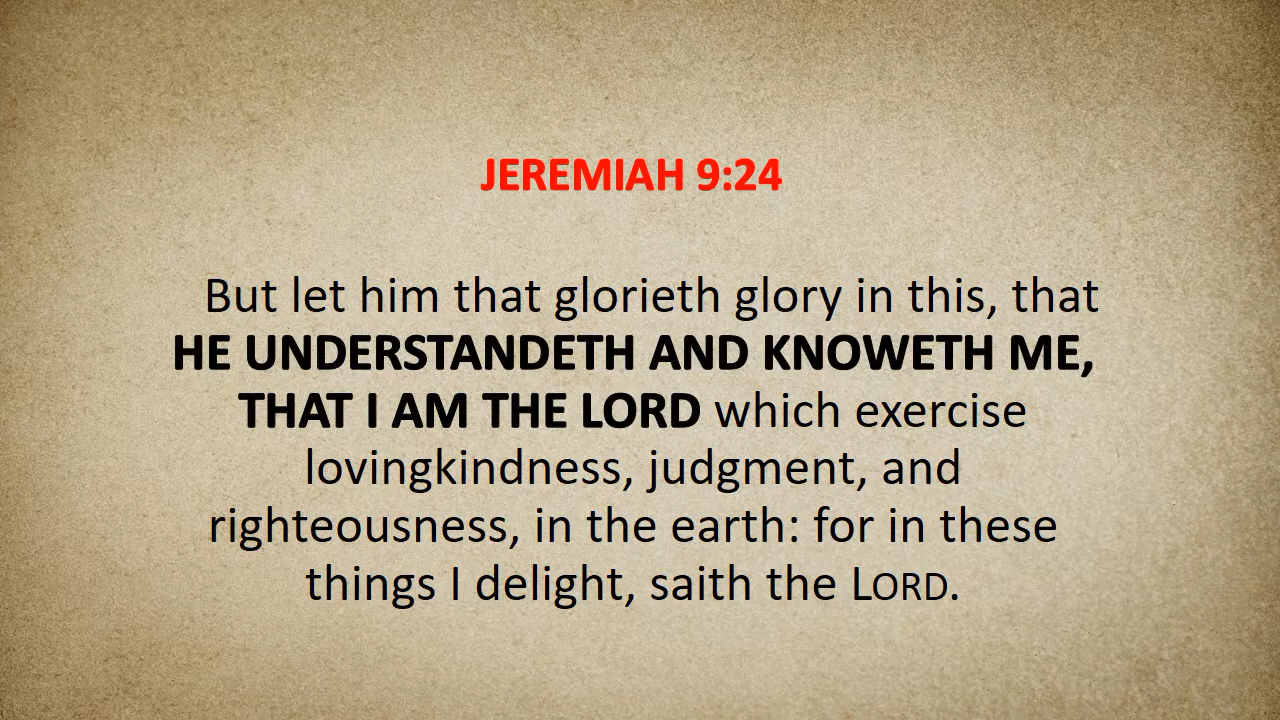 JEREMIAH 9:24
But let him that glorieth glory in this, that
HE UNDERSTANDETH AND KNOWETH ME,
THAT I AM THE LORD which exercise
lovingkindness, judgment, and
righteousness, in the earth: for in these
things I delight, saith the LORD.